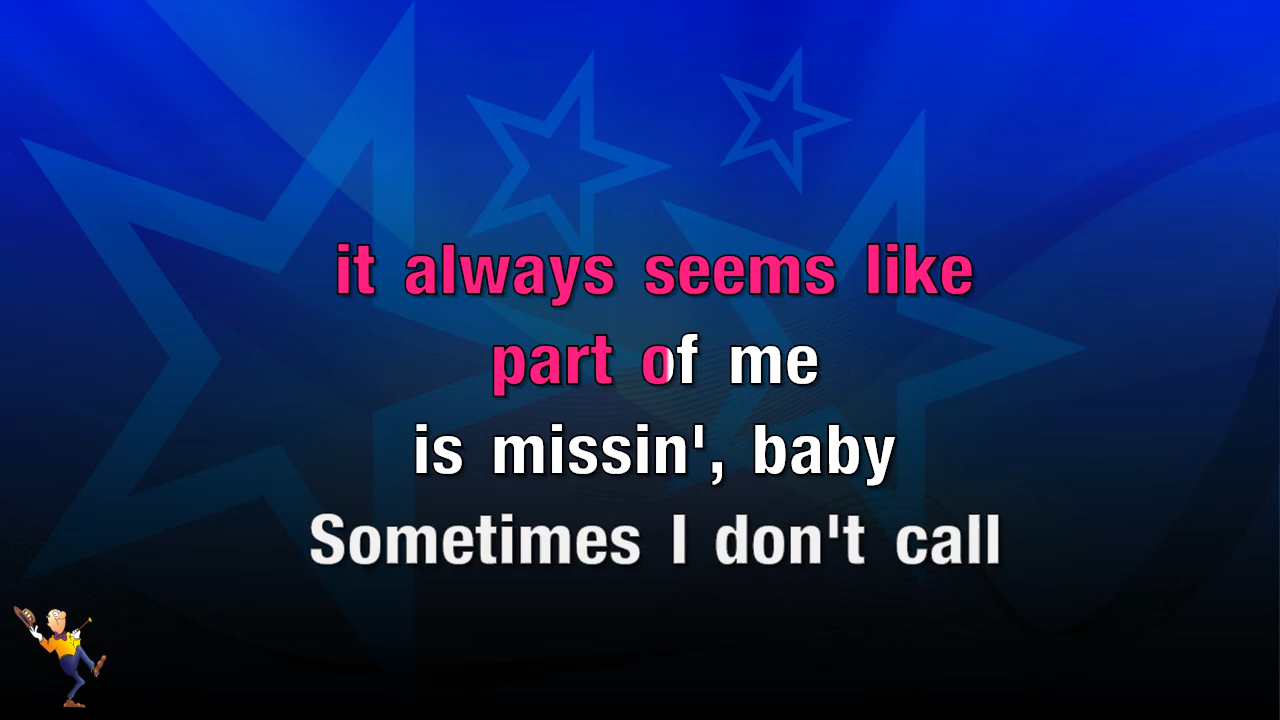 it always seems like
part of me
is missin', baby
Sometimes I don't call